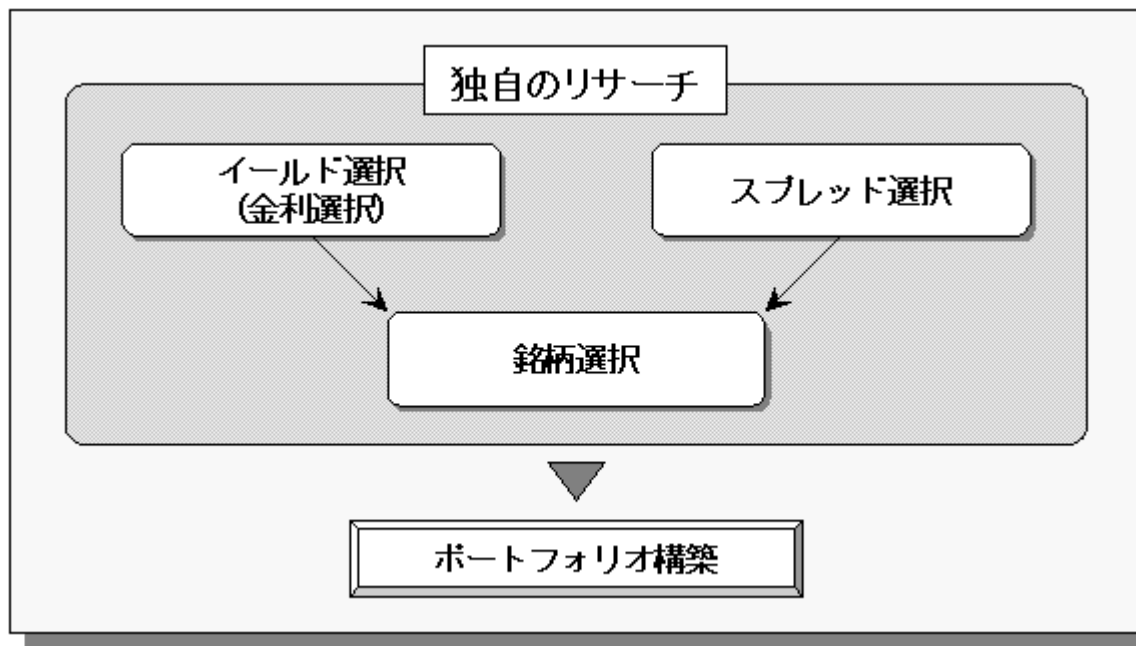 独自のリサーチ
イールド選択
(金利選択)
スプレッド選択
銘柄選択
ポートフォリオ構築